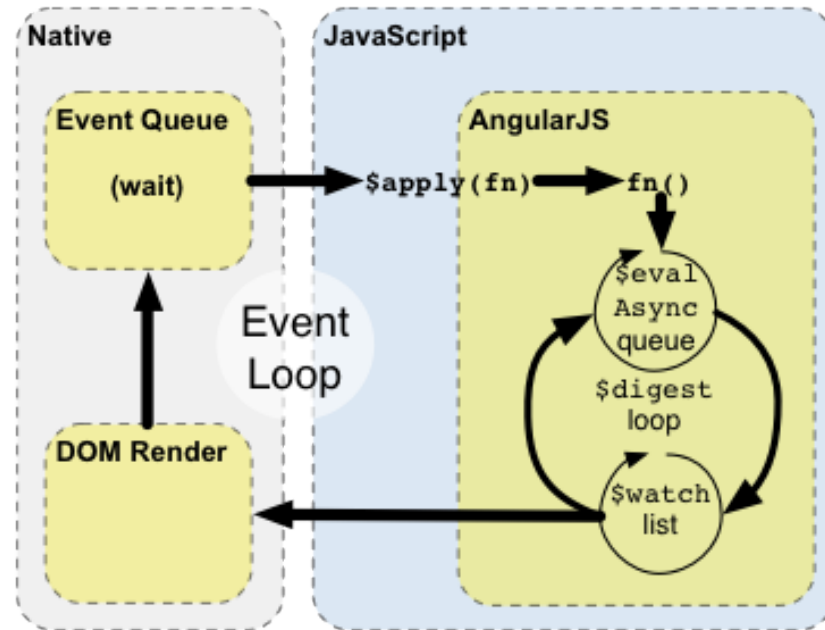 Native
Event Queue
(wait)
DOM Render
Event
Loop
JavaScript
$apply(fn)
AngularJS
fn()
$eval
Async
queue
$digest
loop
$watch
list